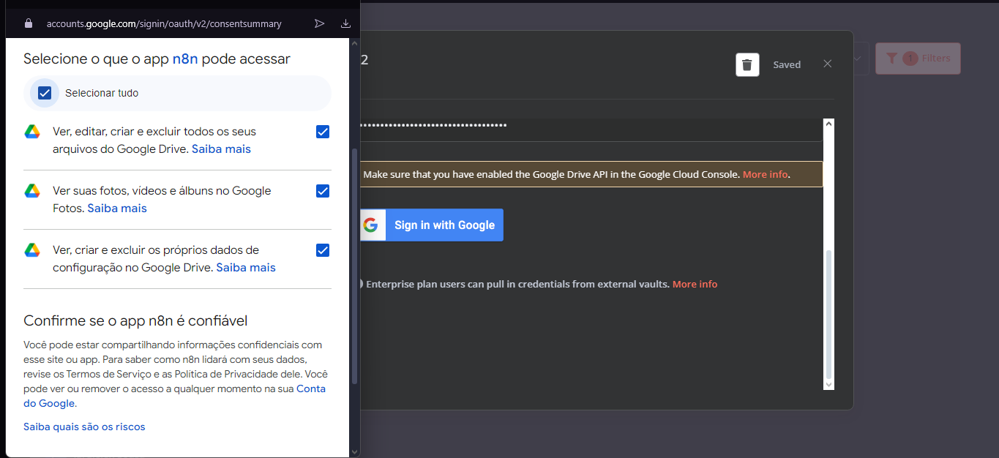 accounts.google.com/signin/oauth/v2/consentsummary
Selecione o que o app n8n pode acessar
Selecionar tudo
Ver, editar, criar e excluir todos os seus
arquivos do Google Drive. Saiba mais
Ver suas fotos, vídeos e álbuns no Google
Fotos. Saiba mais
Ver, criar e excluir os próprios dados de
configuração no Google Drive. Saiba mais
Confirme se o app n8n é confiável
Você pode estar compartilhando informações confidenciais com
esse site ou app. Para saber como n8n lidará com seus dados,
revise os Termos de Serviço e as Política de Privacidade dele. Você
pode ver ou remover o acesso a qualquer momento na sua Conta
do Google.
Saiba quais são os riscos
2
Saved
1 Filters
Make sure that you have enabled the Google Drive API in the Google Cloud Console. More info.
Sign in with Google
Enterprise plan users can pull in credentials from external vaults. More info